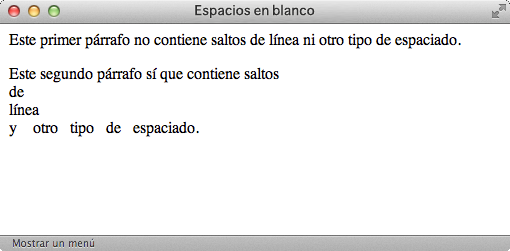 Espacios en blanco
Este primer párrafo no contiene saltos de línea ni otro tipo de espaciado.
Este segundo párrafo sí que contiene saltos
de
línea
y    otro   tipo   de   espaciado.
Mostrar un menú